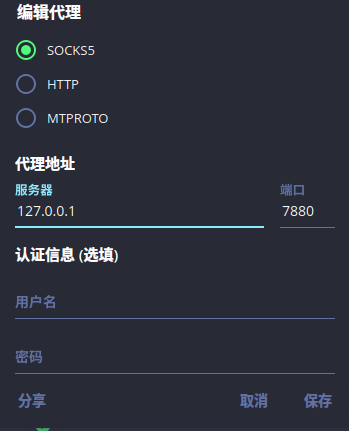 编辑代理
SOCKS5
HTTP
MTPROTO
代理地址
服务器 端口
127.0.0.1 7880
认证信息 (选填)
用户名
密码
分享 取消 保存